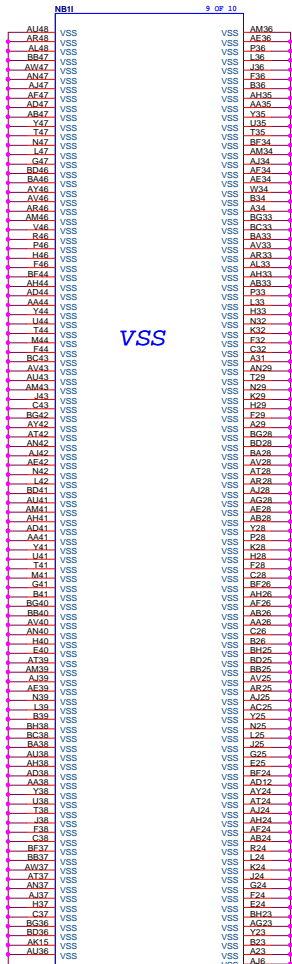 NB1I 9 OF 10
AU48 VSS VSS AM36
AR48 VSS VSS AE36
AL48 VSS VSS P36
BB47 VSS VSS L36
AW47 VSS VSS J36
AN47 VSS VSS F36
AJ47 VSS VSS B36
AF47 VSS VSS AH35
AD47 VSS VSS AA35
AB47 VSS VSS Y35
Y47 VSS VSS U35
T47 VSS VSS T35
N47 VSS VSS BF34
L47 VSS VSS AM34
G47 VSS VSS AJ34
BD46 VSS VSS AF34
BA46 VSS VSS AE34
AY46 VSS VSS W34
AV46 VSS VSS B34
AR46 VSS VSS A34
AM46 VSS VSS BG33
V46 VSS VSS BC33
R46 VSS VSS BA33
P46 VSS VSS AV33
H46 VSS VSS AR33
F46 VSS VSS AL33
BF44 VSS VSS AH33
AH44 VSS VSS AB33
AD44 VSS VSS P33
AA44 VSS VSS L33
Y44 VSS VSS H33
U44 VSS VSS N32
T44 VSS VSS K32
VSS
M44 VSS VSS F32
F44 VSS VSS C32
BC43 VSS VSS A31
AV43 VSS VSS AN29
AU43 VSS VSS T29
AM43 VSS VSS N29
J43 VSS VSS K29
C43 VSS VSS H29
BG42 VSS VSS F29
AY42 VSS VSS A29
AT42 VSS VSS BG28
AN42 VSS VSS BD28
AJ42 VSS VSS BA28
AE42 VSS VSS AV28
N42 VSS VSS AT28
L42 VSS VSS AR28
BD41 VSS VSS AJ28
AU41 VSS VSS AG28
AM41 VSS VSS AE28
AH41 VSS VSS AB28
AD41 VSS VSS Y28
AA41 VSS VSS P28
Y41 VSS VSS K28
U41 VSS VSS H28
T41 VSS VSS F28
M41 VSS VSS C28
G41 VSS VSS BF26
B41 VSS VSS AH26
BG40 VSS VSS AF26
BB40 VSS VSS AB26
AV40 VSS VSS AA26
AN40 VSS VSS C26
H40 VSS VSS B26
E40 VSS VSS BH25
AT39 VSS VSS BD25
AM39 VSS VSS BB25
AJ39 VSS VSS AV25
AE39 VSS VSS AR25
N39 VSS VSS AJ25
L39 VSS VSS AC25
B39 VSS VSS Y25
BH38 VSS VSS N25
BC38 VSS VSS L25
BA38 VSS VSS J25
AU38 VSS VSS G25
AH38 VSS VSS E25
AD38 VSS VSS BF24
AA38 VSS VSS AD12
Y38 VSS VSS AY24
U38 VSS VSS AT24
T38 VSS VSS AJ24
J38 VSS VSS AH24
F38 VSS VSS AF24
C38 VSS VSS AB24
BF37 VSS VSS R24
BB37 VSS VSS L24
AW37 VSS VSS K24
AT37 VSS VSS J24
AN37 VSS VSS G24
AJ37 VSS VSS F24
H37 VSS VSS E24
C37 VSS VSS BH23
BG36 VSS VSS AG23
BD36 VSS VSS Y23
AK15 VSS VSS B23
AU36 VSS VSS A23
VSS AJ6